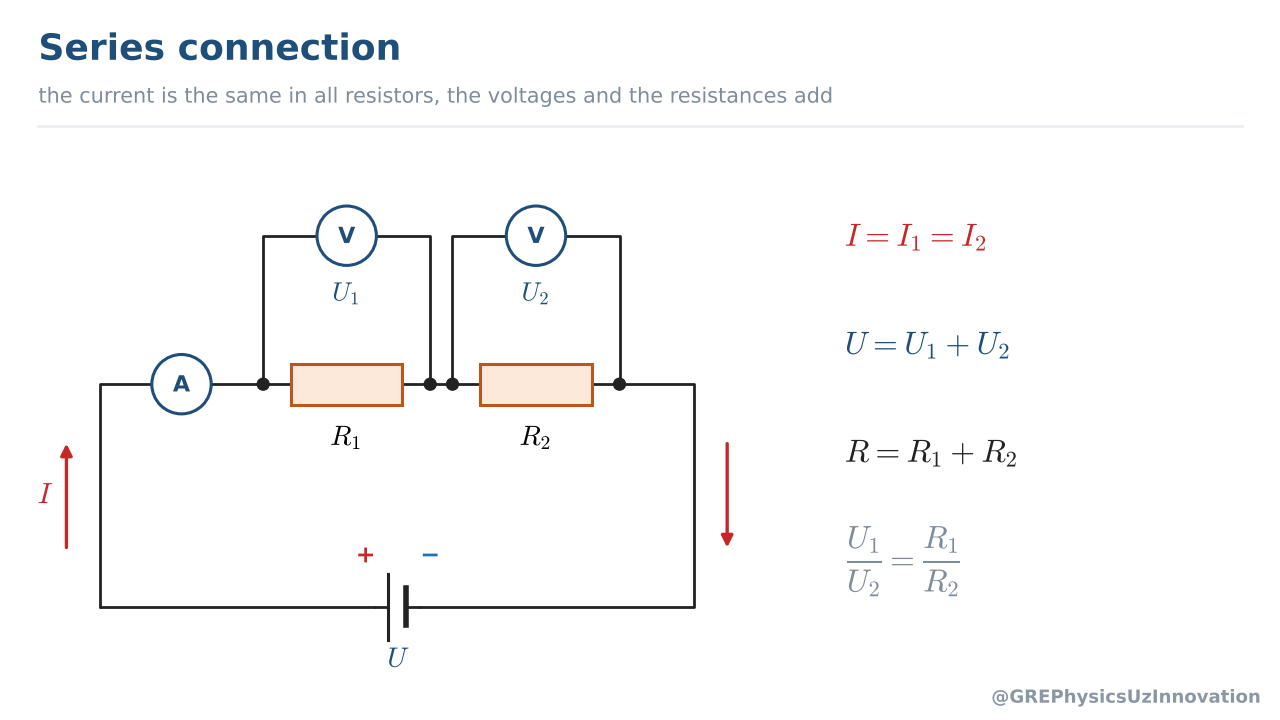 Series connection
the current is the same in all resistors, the voltages and the resistances add
V V
U₁ U₂
A
R₁ R₂
I
+ −
U
I = I₁ = I₂
U = U₁ + U₂
R = R₁ + R₂
U₁/U₂ = R₁/R₂
@GREPhysicsUzInnovation